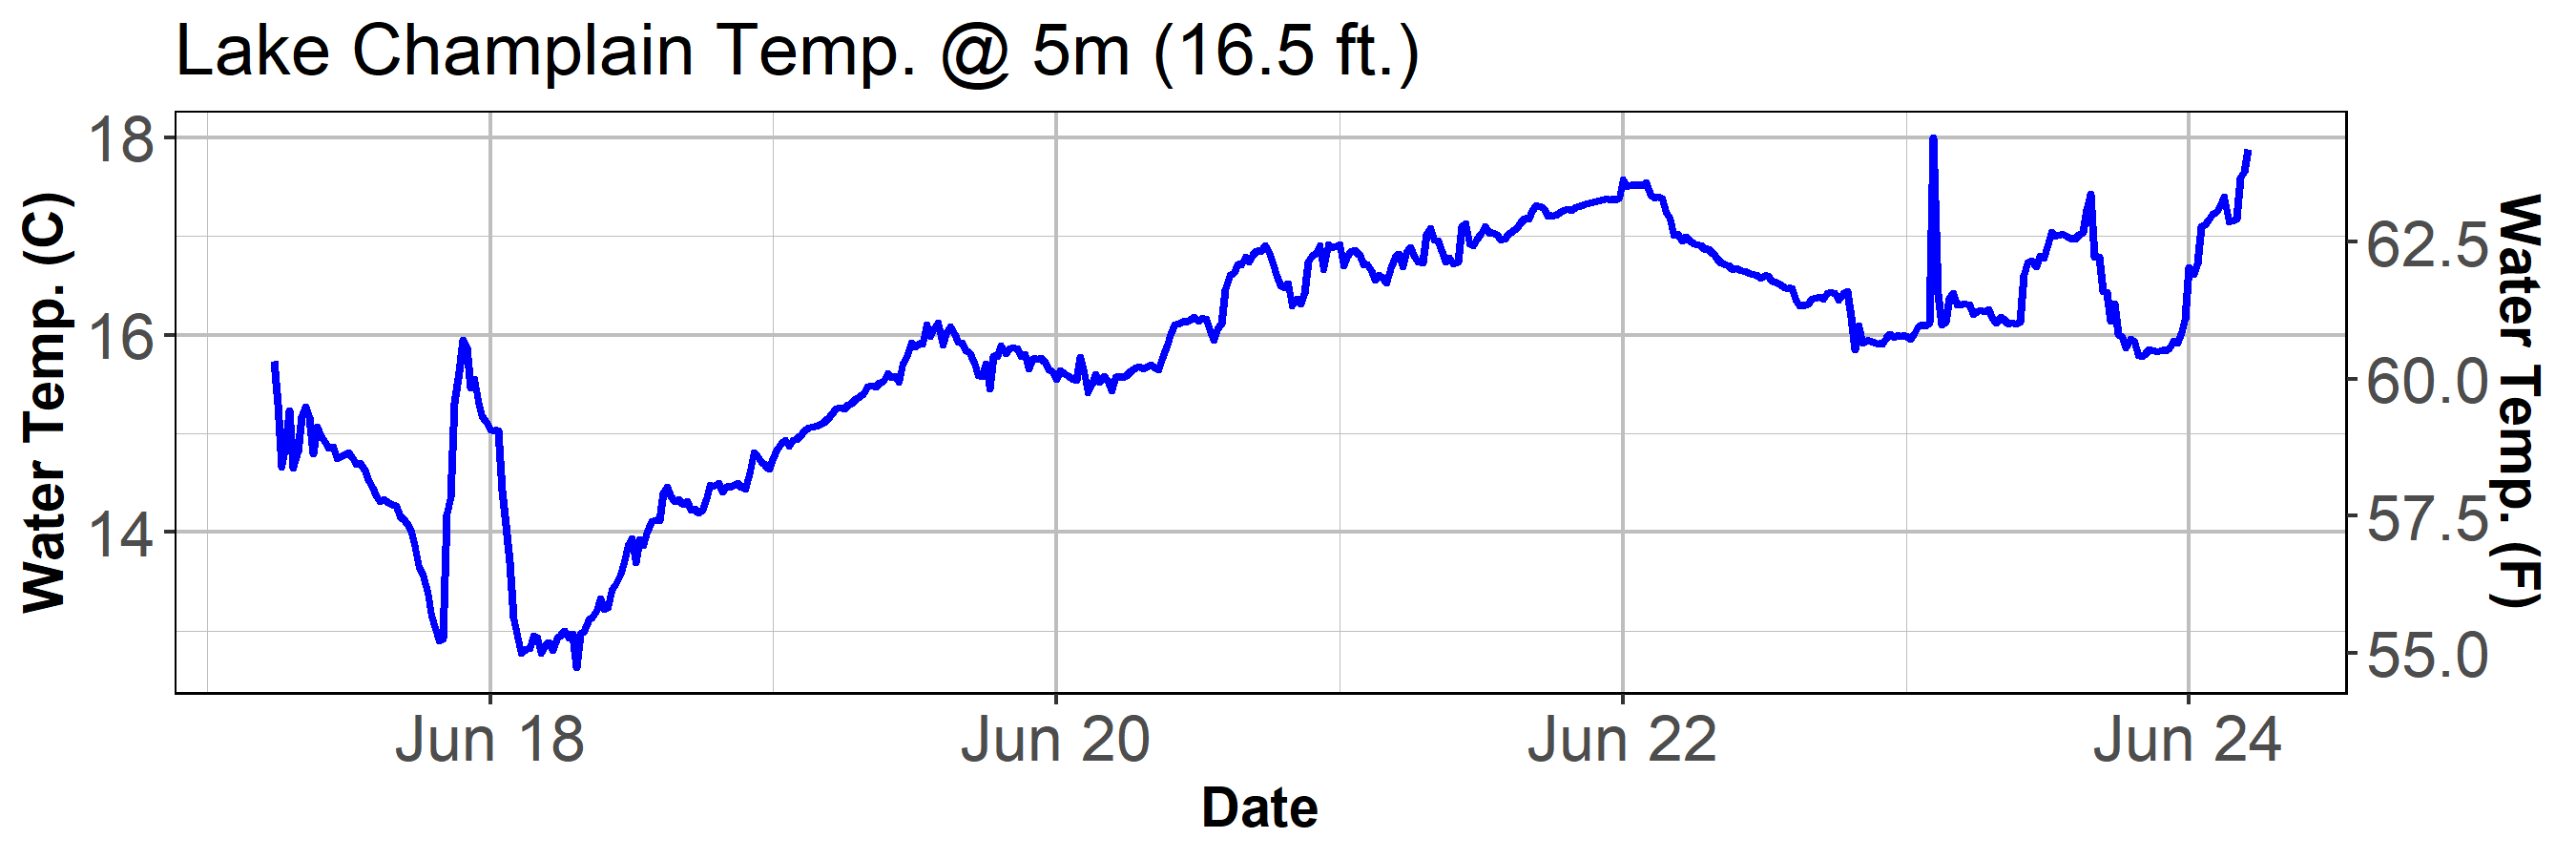 Lake Champlain Temp. @ 5m (16.5 ft.)
Water Temp. (C)
18
16
14
62.5
60.0
57.5
55.0
Water Temp. (F)
Jun 18 Jun 20 Jun 22 Jun 24
Date